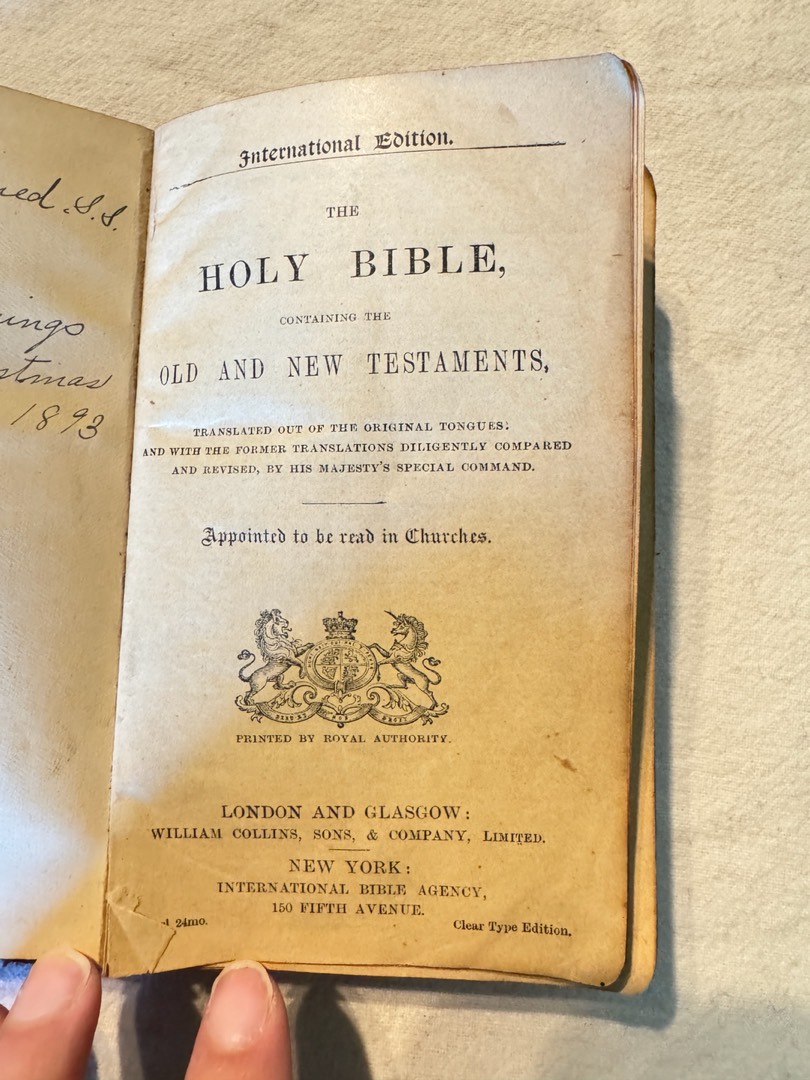 S.S.
1893
International Edition.
THE
HOLY BIBLE,
CONTAINING THE
OLD AND NEW TESTAMENTS,
TRANSLATED OUT OF THE ORIGINAL TONGUES:
AND WITH THE FORMER TRANSLATIONS DILIGENTLY COMPARED
AND REVISED, BY HIS MAJESTY'S SPECIAL COMMAND.
Appointed to be read in Churches.
PRINTED BY ROYAL AUTHORITY.
LONDON AND GLASGOW:
WILLIAM COLLINS, SONS, & COMPANY, LIMITED.
NEW YORK:
INTERNATIONAL BIBLE AGENCY,
150 FIFTH AVENUE.
24mo.
Clear Type Edition.